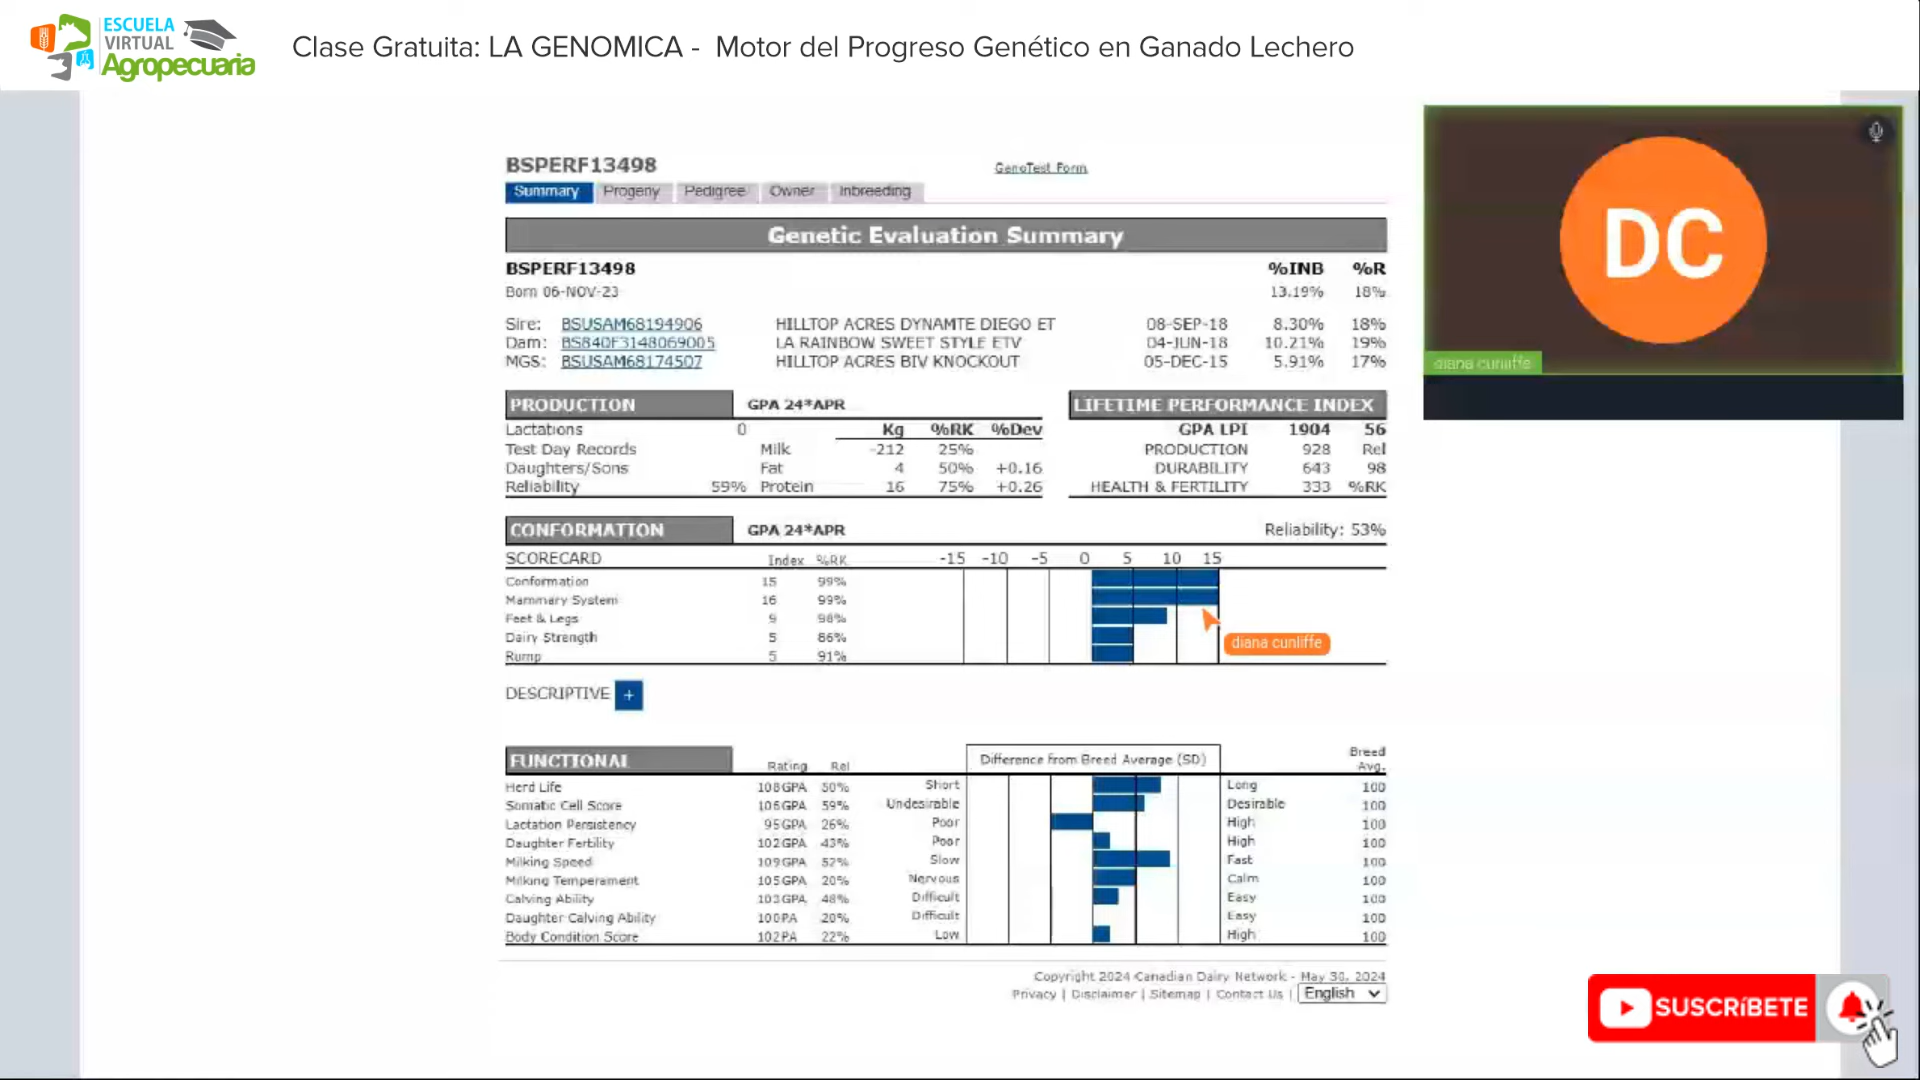 ESCUELA
VIRTUAL
Agropecuaria
Clase Gratuita: LA GENOMICA - Motor del Progreso Genético en Ganado Lechero
BSPERF13498
GenoTest Form
Summary Progeny Pedigree Owner Inbreeding
Genetic Evaluation Summary
BSPERF13498 %INB %R
Born 06-NOV-23 13.19% 18%
Sire: BSUSAM68194906 HILLTOP ACRES DYNAMTE DIEGO ET 08-SEP-18 8.30% 18%
Dam: BS840F3148069005 LA RAINBOW SWEET STYLE ETV 04-JUN-18 10.21% 19%
MGS: BSUSAM68174507 HILLTOP ACRES BIV KNOCKOUT 05-DEC-15 5.91% 17%
PRODUCTION GPA 24*APR LIFETIME PERFORMANCE INDEX
Lactations 0 Kg %RK %Dev GPA LPI 1904 56
Test Day Records Milk -212 25% PRODUCTION 928 Rel
Daughters/Sons Fat 4 50% +0.16 DURABILITY 643 98
Reliability 59% Protein 16 75% +0.26 HEALTH & FERTILITY 333 %RK
CONFORMATION GPA 24*APR Reliability: 53%
SCORECARD Index %RK -15 -10 -5 0 5 10 15
Conformation 15 99%
Mammary System 16 99%
Feet & Legs 9 98%
Dairy Strength 5 86%
Rump 5 91%
diana cunliffe
DESCRIPTIVE +
FUNCTIONAL Rating Rel Difference from Breed Average (SD) Breed Avg.
Herd Life 108GPA 50% Short Long 100
Somatic Cell Score 106GPA 59% Undesirable Desirable 100
Lactation Persistency 95GPA 26% Poor High 100
Daughter Fertility 102GPA 43% Poor High 100
Milking Speed 109GPA 52% Slow Fast 100
Milking Temperament 105GPA 20% Nervous Calm 100
Calving Ability 103GPA 48% Difficult Easy 100
Daughter Calving Ability 100PA 20% Difficult Easy 100
Body Condition Score 102PA 22% Low High 100
Copyright 2024 Canadian Dairy Network - May 30, 2024
Privacy | Disclaimer | Sitemap | Contact Us | English
DC
diana cunliffe
SUSCRíBETE